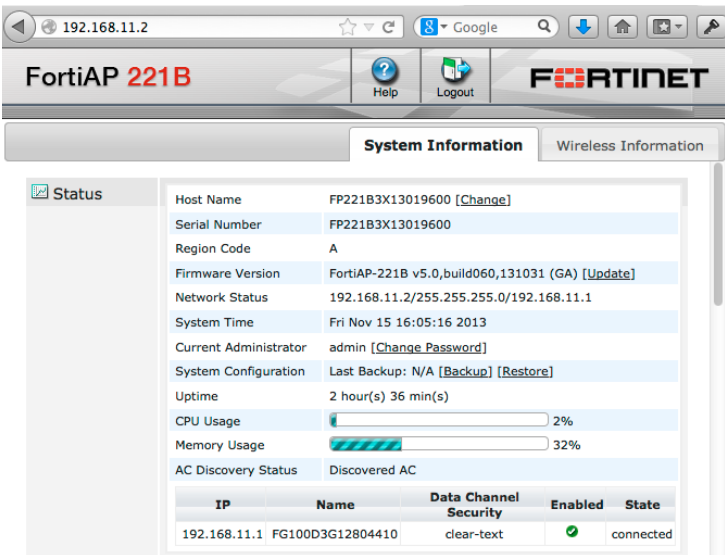 192.168.11.2
Google
FortiAP 221B
Help
Logout
FORTINET
System Information
Wireless Information
Status
Host Name FP221B3X13019600 [Change]
Serial Number FP221B3X13019600
Region Code A
Firmware Version FortiAP-221B v5.0,build060,131031 (GA) [Update]
Network Status 192.168.11.2/255.255.255.0/192.168.11.1
System Time Fri Nov 15 16:05:16 2013
Current Administrator admin [Change Password]
System Configuration Last Backup: N/A [Backup] [Restore]
Uptime 2 hour(s) 36 min(s)
CPU Usage 2%
Memory Usage 32%
AC Discovery Status Discovered AC
IP Name Data Channel Security Enabled State
192.168.11.1 FG100D3G12804410 clear-text connected